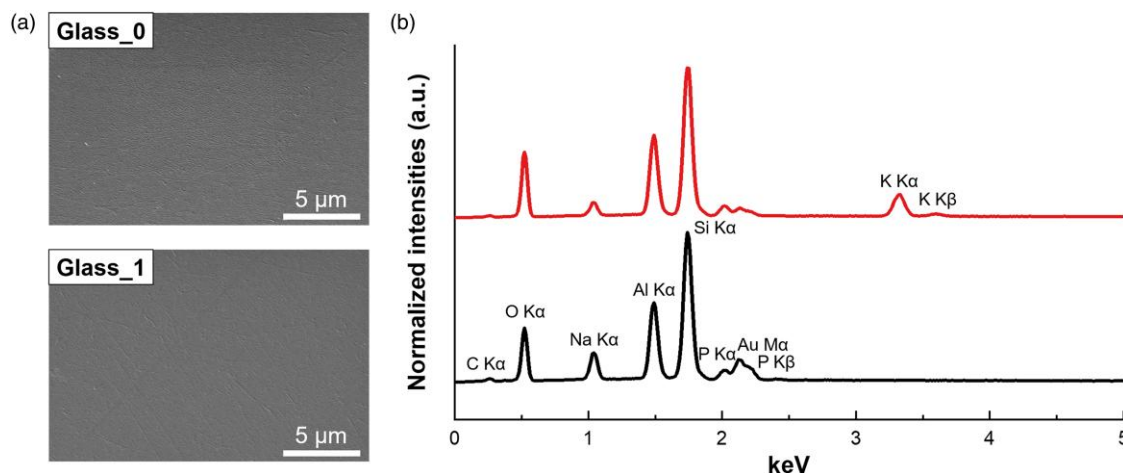 (a)
Glass_0
5 μm
Glass_1
5 μm
(b)
Normalized intensities (a.u.)
K Kα
K Kβ
Si Kα
Al Kα
O Kα
Na Kα
C Kα
P Kα
Au Mα
P Kβ
0 1 2 3 4 5
keV